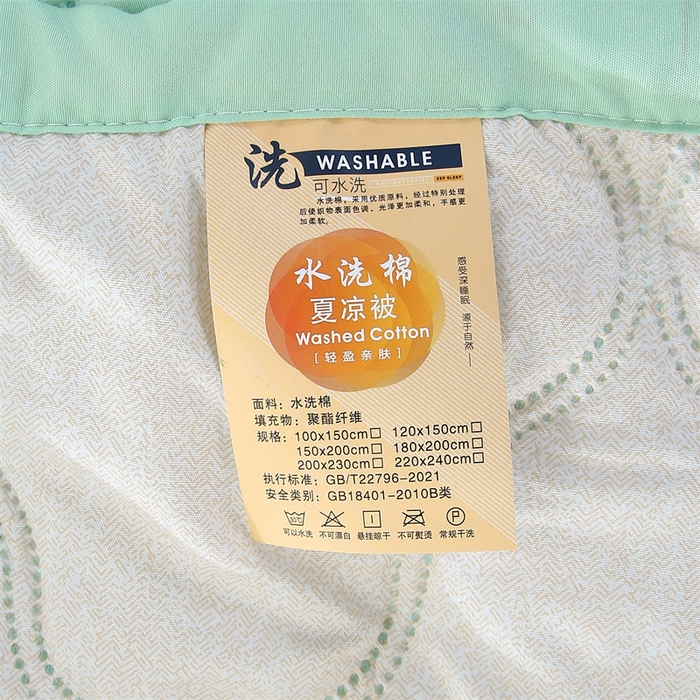 洗 WASHABLE
可水洗 EEP SLEEP
水洗棉，采用优质原料，经过特别处理
后使织物表面色调、光泽更加柔和，手感更
加柔软。
水洗棉
夏凉被
Washed Cotton
[轻盈亲肤]
感受深睡眠 源于自然—
面料：水洗棉
填充物：聚酯纤维
规格：100x150cm□ 120x150cm□
150x200cm□ 180x200cm□
200x230cm□ 220x240cm□
执行标准：GB/T22796-2021
安全类别：GB18401-2010B类
可以水洗 不可漂白 悬挂晾干 不可熨烫 常规干洗